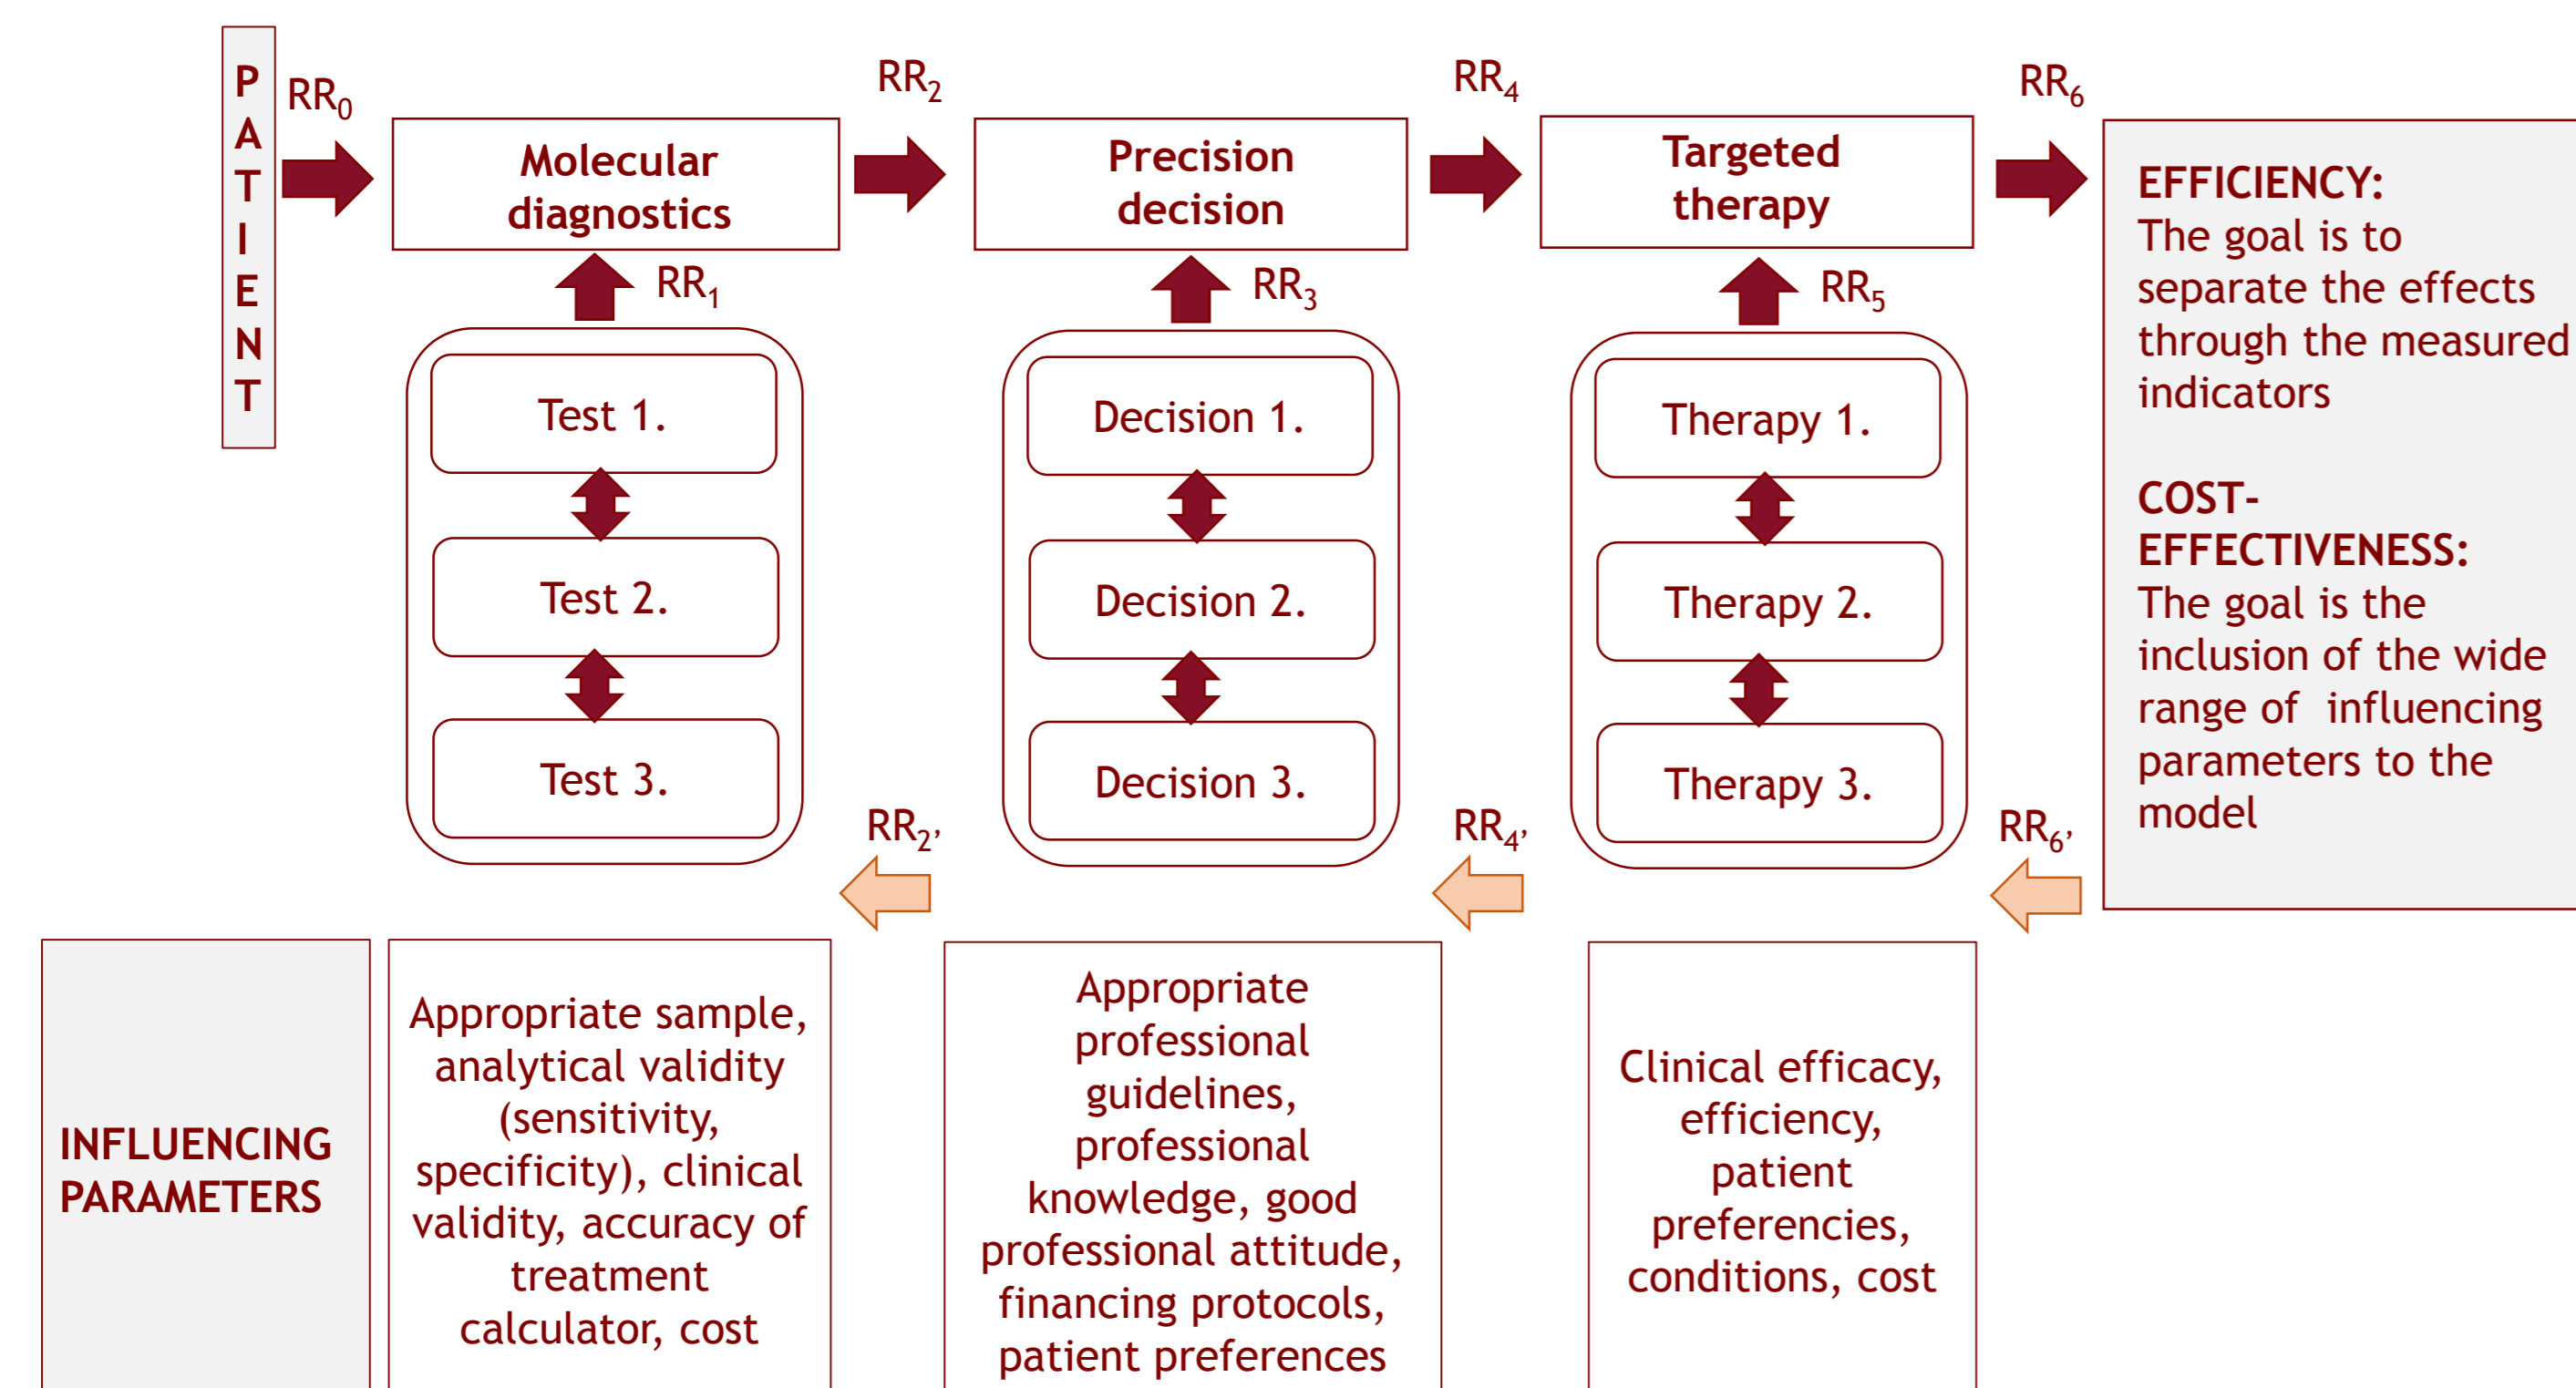 PATIENT
RR0
RR2
RR4
RR6
Molecular
diagnostics
Precision
decision
Targeted
therapy
RR1
RR3
RR5
Test 1.
Test 2.
Test 3.
Decision 1.
Decision 2.
Decision 3.
Therapy 1.
Therapy 2.
Therapy 3.
RR2’
RR4’
RR6’
EFFICIENCY:
The goal is to
separate the effects
through the measured
indicators
COST-
EFFECTIVENESS:
The goal is the
inclusion of the wide
range of influencing
parameters to the
model
INFLUENCING
PARAMETERS
Appropriate sample,
analytical validity
(sensitivity,
specificity), clinical
validity, accuracy of
treatment
calculator, cost
Appropriate
professional
guidelines,
professional
knowledge, good
professional attitude,
financing protocols,
patient preferences
Clinical efficacy,
efficiency,
patient
preferencies,
conditions, cost